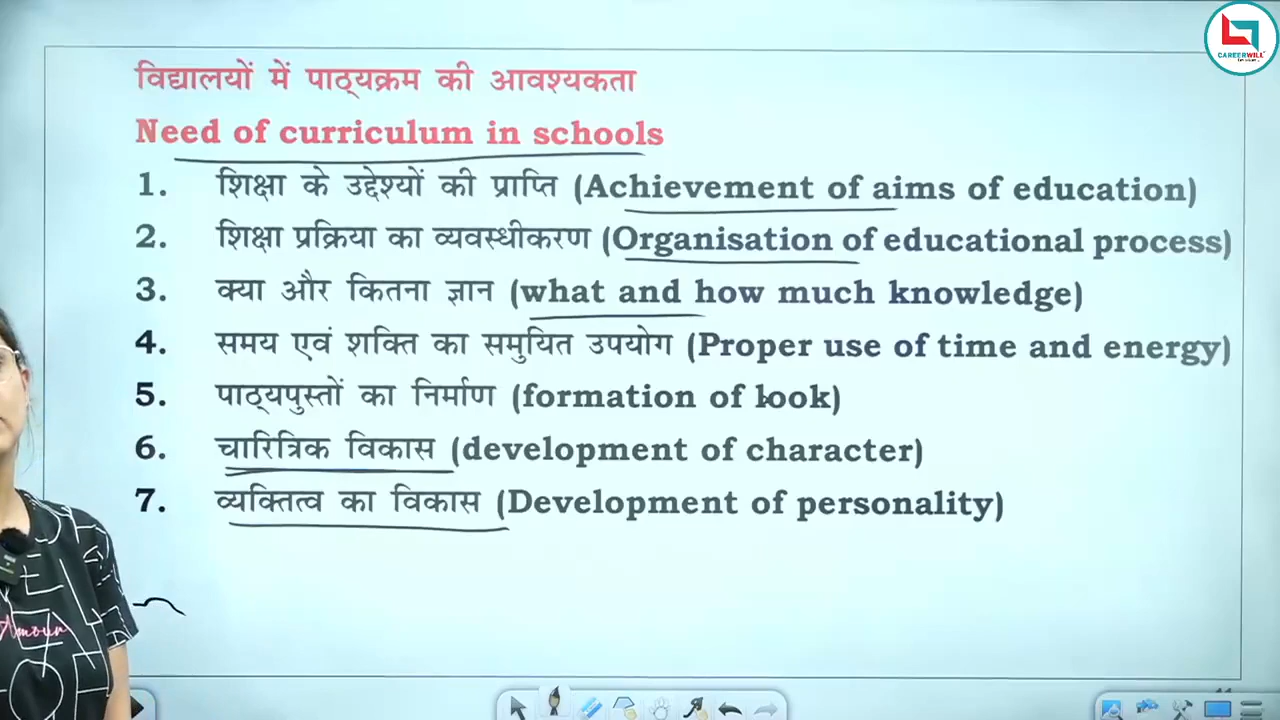 CAREERWILL
विद्यालयों में पाठ्यक्रम की आवश्यकता
Need of curriculum in schools
1. शिक्षा के उद्देश्यों की प्राप्ति (Achievement of aims of education)
2. शिक्षा प्रक्रिया का व्यवस्थीकरण (Organisation of educational process)
3. क्या और कितना ज्ञान (what and how much knowledge)
4. समय एवं शक्ति का समुयित उपयोग (Proper use of time and energy)
5. पाठ्यपुस्तों का निर्माण (formation of look)
6. चारित्रिक विकास (development of character)
7. व्यक्तित्व का विकास (Development of personality)
Amour